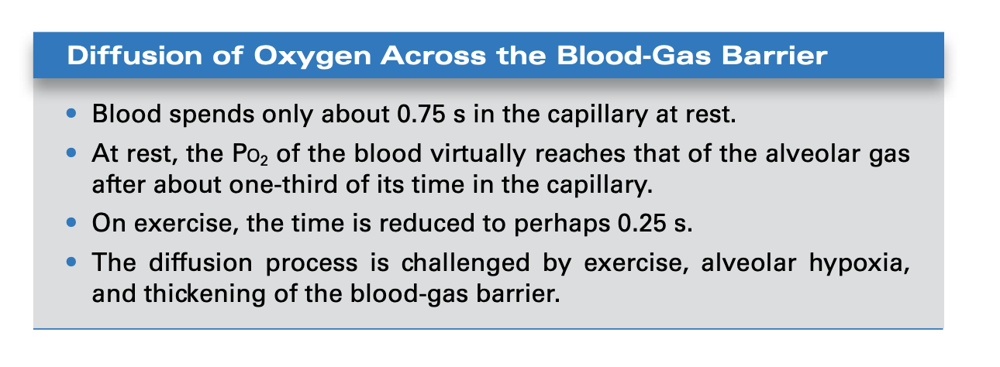 Diffusion of Oxygen Across the Blood-Gas Barrier
• Blood spends only about 0.75 s in the capillary at rest.
• At rest, the PO₂ of the blood virtually reaches that of the alveolar gas
after about one-third of its time in the capillary.
• On exercise, the time is reduced to perhaps 0.25 s.
• The diffusion process is challenged by exercise, alveolar hypoxia,
and thickening of the blood-gas barrier.